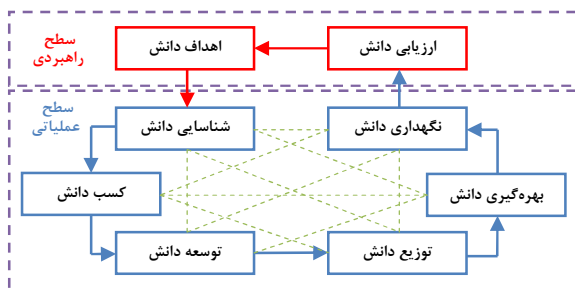 سطح
راهبردی
ارزیابی دانش
اهداف دانش
سطح
عملیاتی
نگهداری دانش
شناسایی دانش
بهره‌گیری دانش
کسب دانش
توزیع دانش
توسعه دانش